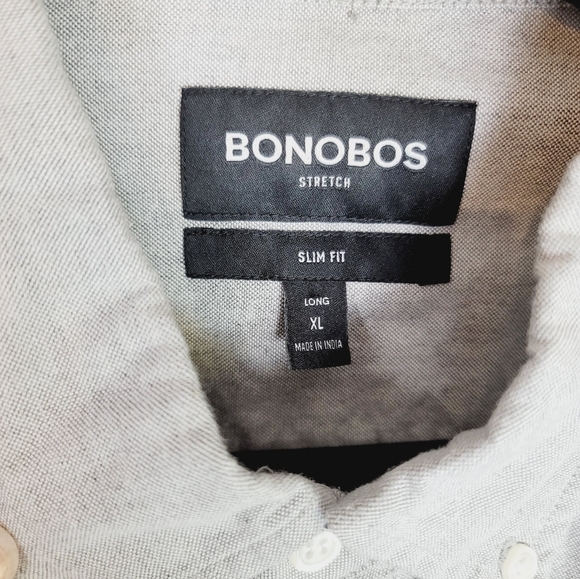 BONOBOS
STRETCH
SLIM FIT
LONG
XL
MADE IN INDIA